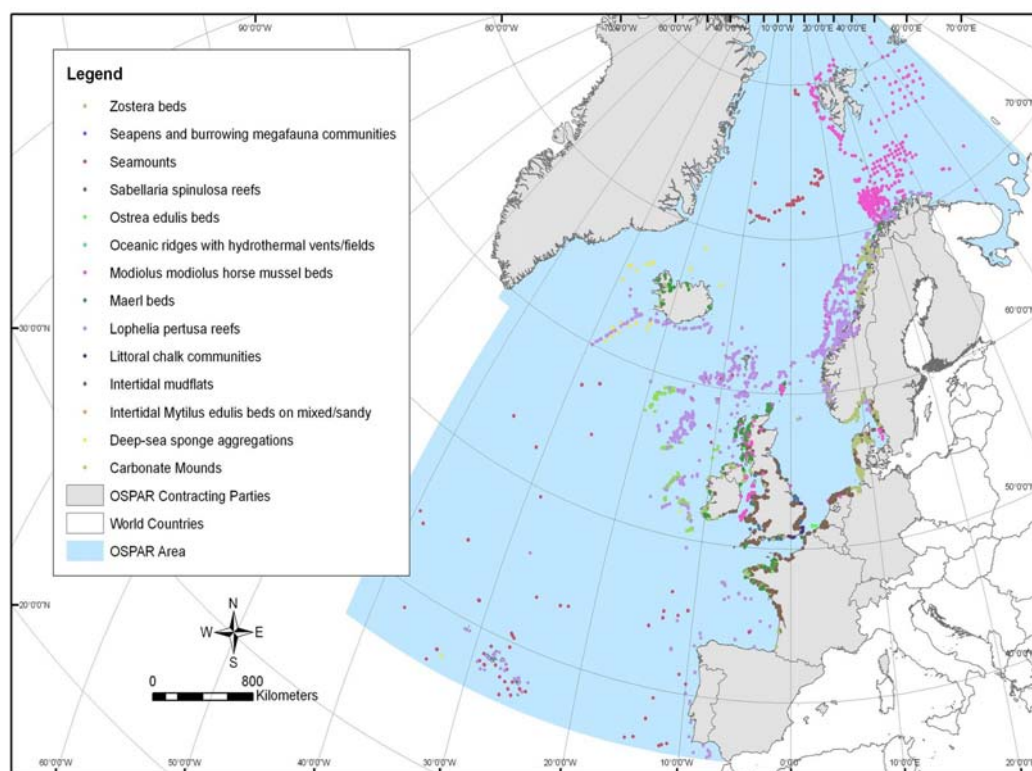 90°0'0"W
80°0'0"W
60°0'0"E
70°0'0"E
Legend
Zostera beds
Seapens and burrowing megafauna communities
Seamounts
Sabellaria spinulosa reefs
Ostrea edulis beds
Oceanic ridges with hydrothermal vents/fields
Modiolus modiolus horse mussel beds
Maerl beds
Lophelia pertusa reefs
Littoral chalk communities
Intertidal mudflats
Intertidal Mytilus edulis beds on mixed/sandy
Deep-sea sponge aggregations
Carbonate Mounds
OSPAR Contracting Parties
World Countries
OSPAR Area
70°0'0"N
60°0'0"N
50°0'0"N
40°0'0"N
30°0'0"N
20°0'0"N
N
W E
S
0 800
Kilometers
60°0'0"W
50°0'0"W
40°0'0"W
30°0'0"W
20°0'0"W
10°0'0"W
0°0'0"
10°0'0"E